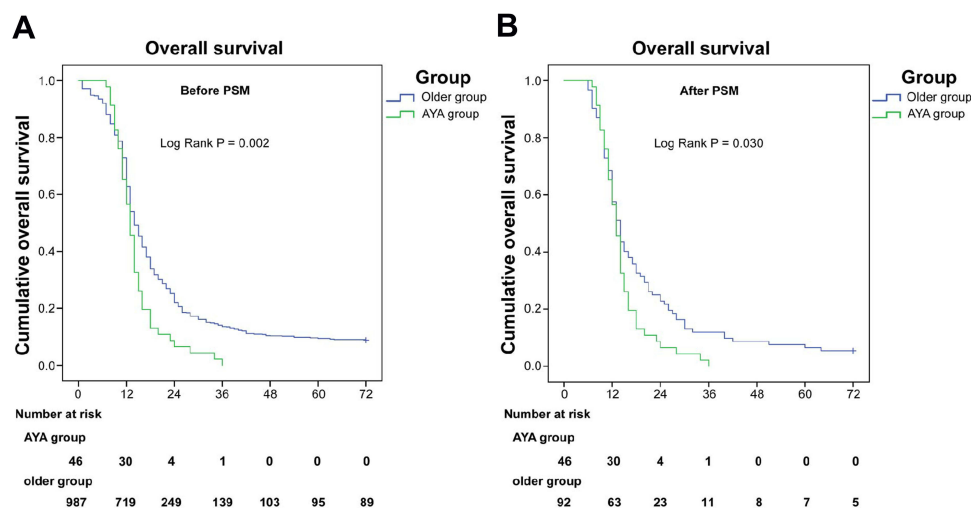 A
Overall survival
Before PSM
Log Rank P = 0.002
Group
Older group
AYA group
Cumulative overall survival
1.0
0.8
0.6
0.4
0.2
0.0
0 12 24 36 48 60 72
Number at risk
AYA group
46 30 4 1 0 0 0
older group
987 719 249 139 103 95 89
B
Overall survival
After PSM
Log Rank P = 0.030
Group
Older group
AYA group
Cumulative overall survival
1.0
0.8
0.6
0.4
0.2
0.0
0 12 24 36 48 60 72
Number at risk
AYA group
46 30 4 1 0 0 0
older group
92 63 23 11 8 7 5